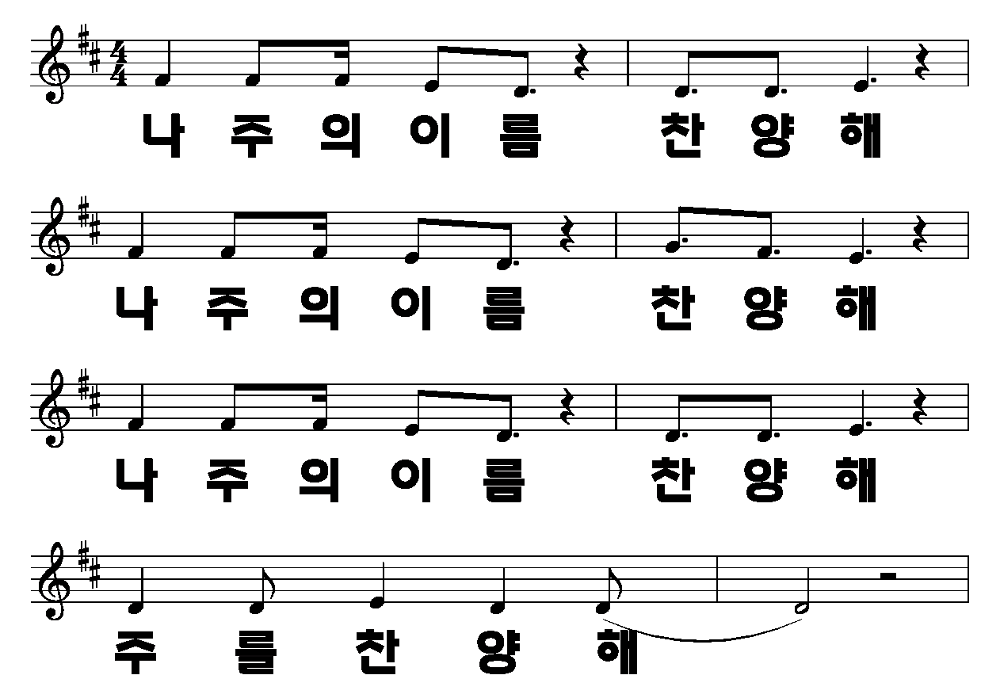 나 주 의 이 름 찬 양 해
나 주 의 이 름 찬 양 해
나 주 의 이 름 찬 양 해
주 를 찬 양 해